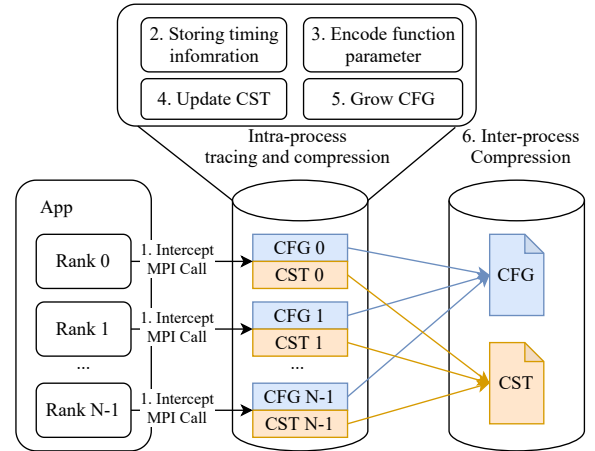 2. Storing timing
infomration
3. Encode function
parameter
4. Update CST
5. Grow CFG
Intra-process
tracing and compression
6. Inter-process
Compression
App
Rank 0
1. Intercept
MPI Call
CFG 0
CST 0
CFG
Rank 1
1. Intercept
MPI Call
CFG 1
CST 1
...
...
CST
Rank N-1
1. Intercept
MPI Call
CFG N-1
CST N-1